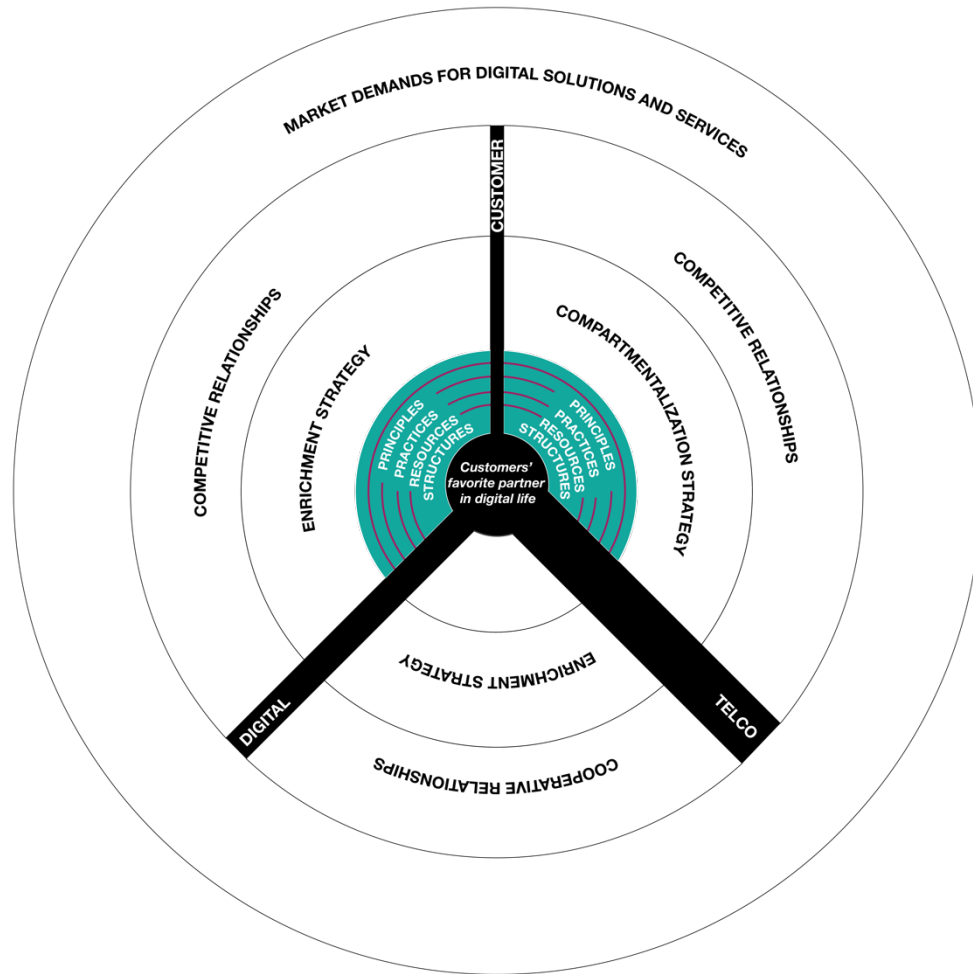 MARKET DEMANDS FOR DIGITAL SOLUTIONS AND SERVICES
CUSTOMER
COMPETITIVE RELATIONSHIPS
COMPETITIVE RELATIONSHIPS
ENRICHMENT STRATEGY
COMPARTMENTALIZATION STRATEGY
PRINCIPLES
PRACTICES
RESOURCES
STRUCTURES
PRINCIPLES
PRACTICES
RESOURCES
STRUCTURES
Customers’
favorite partner
in digital life
ENRICHMENT STRATEGY
DIGITAL
TELCO
COOPERATIVE RELATIONSHIPS